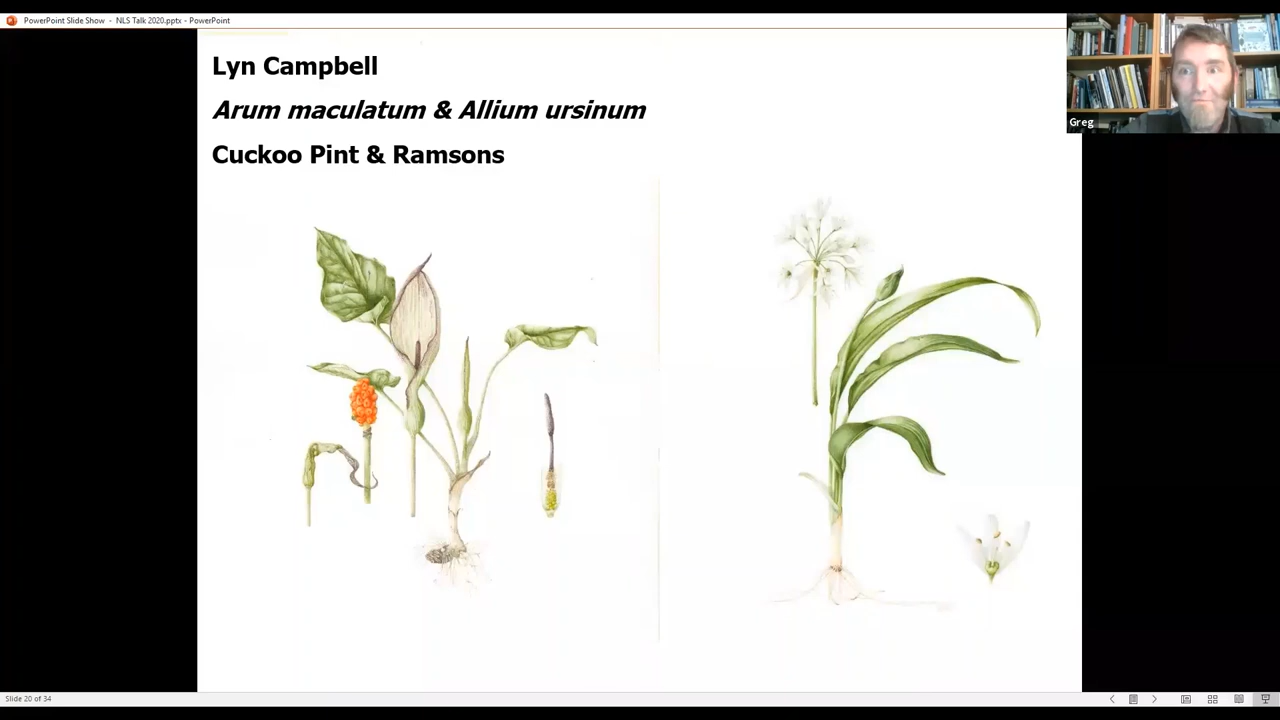 PowerPoint Slide Show - NLS Talk 2020.pptx - PowerPoint
Lyn Campbell
Arum maculatum & Allium ursinum
Cuckoo Pint & Ramsons
Greg
Slide 20 of 34